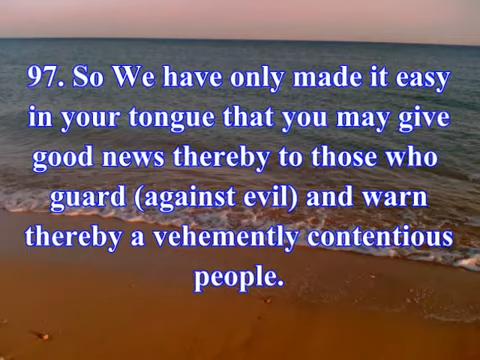 97. So We have only made it easy
in your tongue that you may give
good news thereby to those who
guard (against evil) and warn
thereby a vehemently contentious
people.